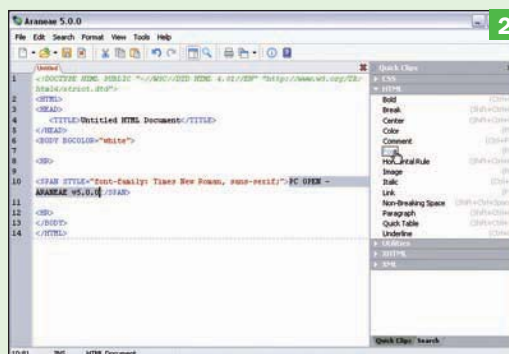 Araneae 5.0.0
2
File Edit Search Format View Tools Help
Untitled
Quick Clips
CSS
HTML
1 <!DOCTYPE HTML PUBLIC "-//W3C//DTD HTML 4.01//EN" "http://www.w3.org/TR/
html4/strict.dtd">
2 <HTML>
3 <HEAD>
4 <TITLE>Untitled HTML Document</TITLE>
5 </HEAD>
6 <BODY BGCOLOR="white">
7
8 <HR>
9
10 <SPAN STYLE="font-family: Times New Roman, sans-serif;">PC OPEN -
ARANEAE v5.0.0</SPAN>
11
12 <HR>
13 </BODY>
14 </HTML>
Bold
Break
Center
Color
Comment
Horizontal Rule
Image
Italic
Link
Non-Breaking Space
Paragraph
Quick Table
Underline
Utilities
XHTML
XML
Quick Clips Search
10:81 INS HTML Document